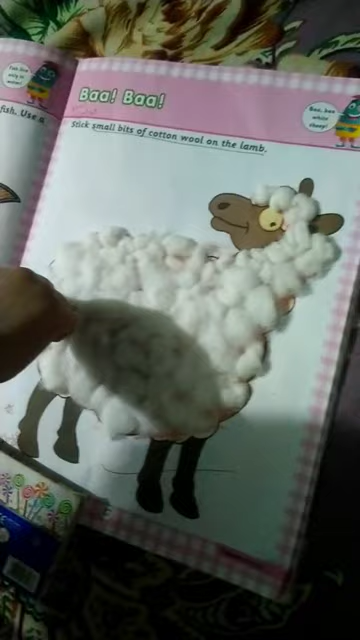 Baa! Baa!
Stick small bits of cotton wool on the lamb.
Baa, baa
white
sheep!
fish. Use a